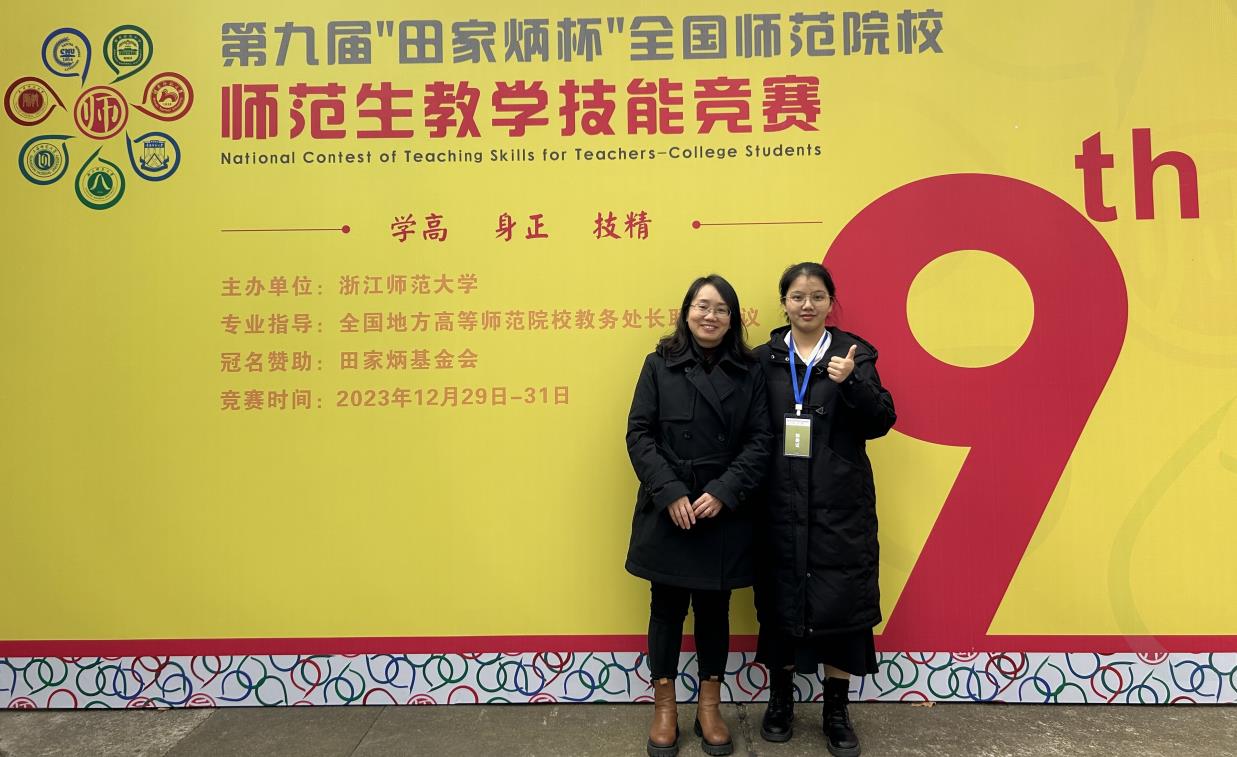 第九届"田家炳杯"全国师范院校
师范生教学技能竞赛
National Contest of Teaching Skills for Teachers-College Students
学高 身正 技精
主办单位：浙江师范大学
专业指导：全国地方高等师范院校教务处长联 议
冠名赞助：田家炳基金会
竞赛时间：2023年12月29日-31日
9th